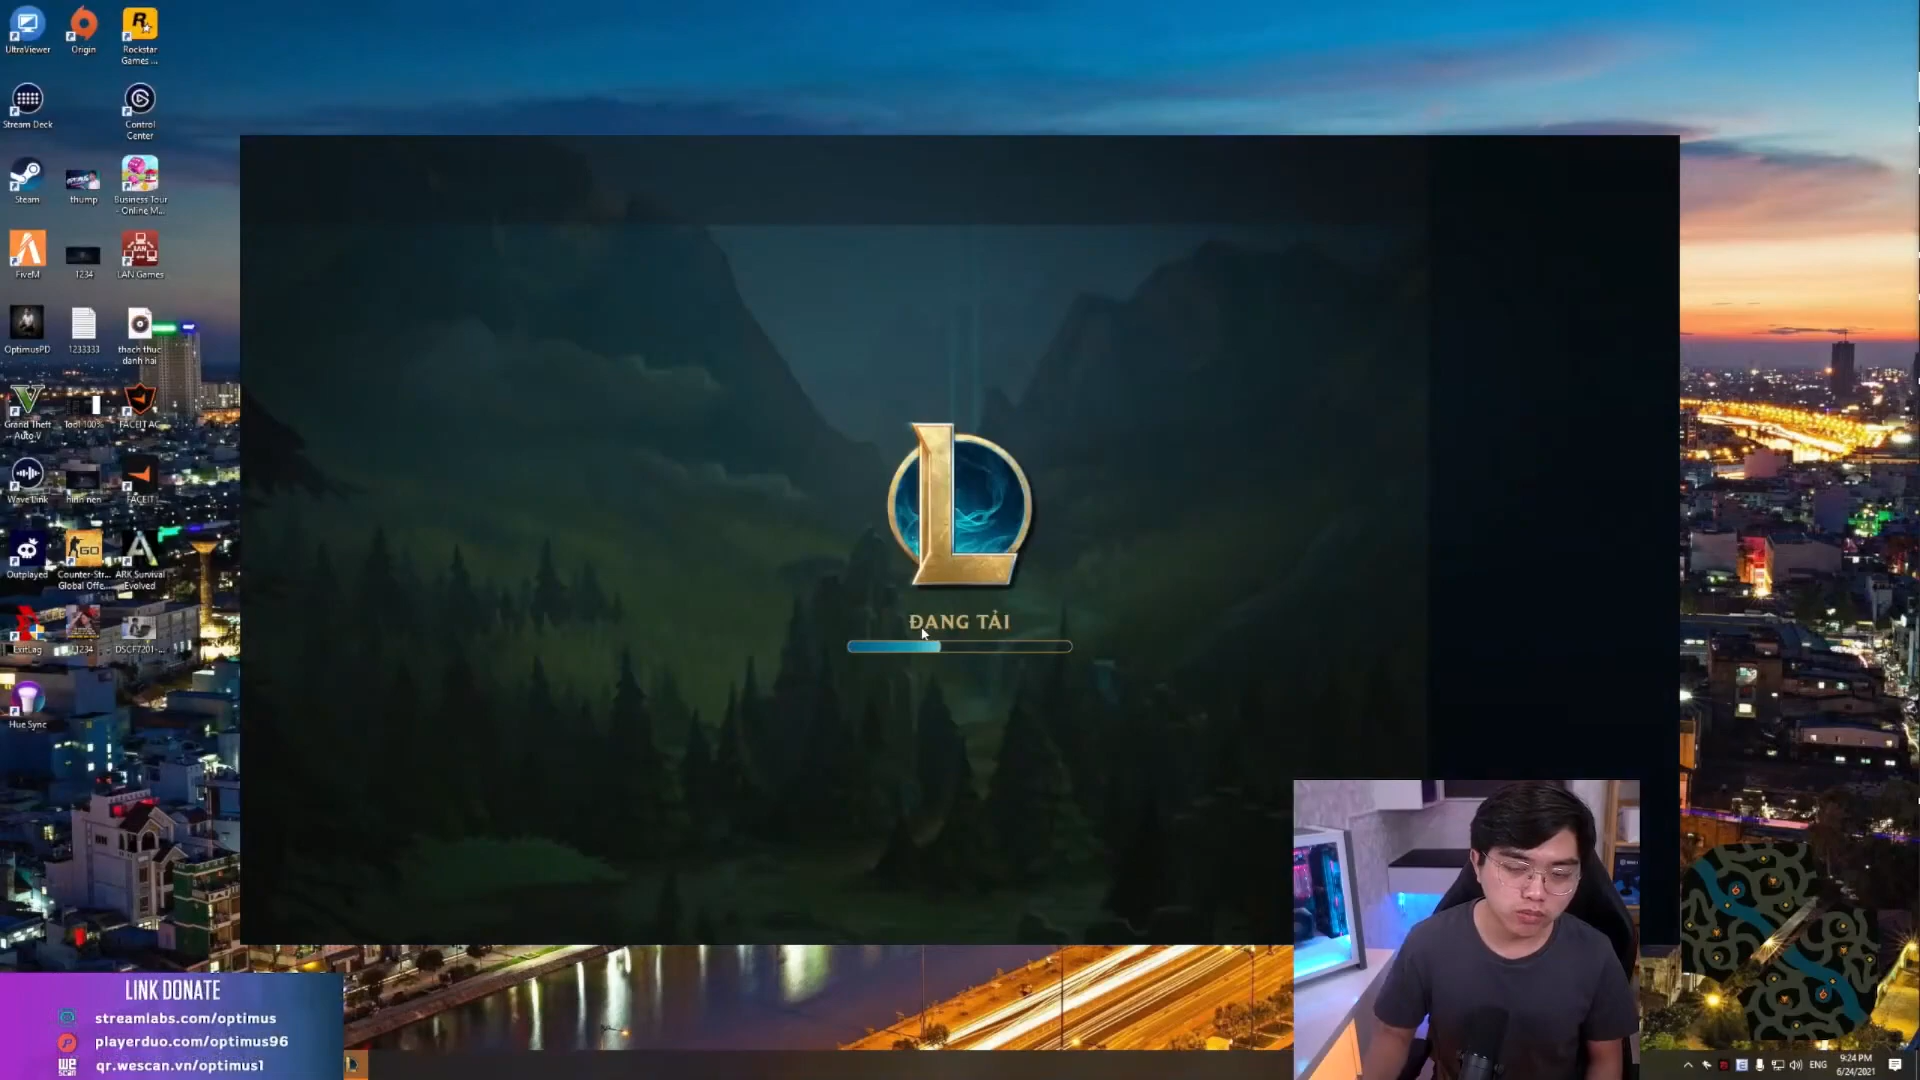 UltraViewer
Origin
Rockstar
Games ...
Stream Deck
Control
Center
Steam
thump
Business Tour
- Online M...
FiveM
1234
LAN Games
OptimusPD
1233333
thach thuc
danh hai
Grand Theft
Auto V
Tool 100%
FACEIT AC
Wave Link
hinh nen
FACEIT
Outplayed
Counter-Str...
Global Offe...
ARK Survival
Evolved
ExitLag
1234
DSCF7201-...
Hue Sync
ĐANG TẢI
LINK DONATE
streamlabs.com/optimus
playerduo.com/optimus96
qr.wescan.vn/optimus1
ENG
9:24 PM
6/24/2021